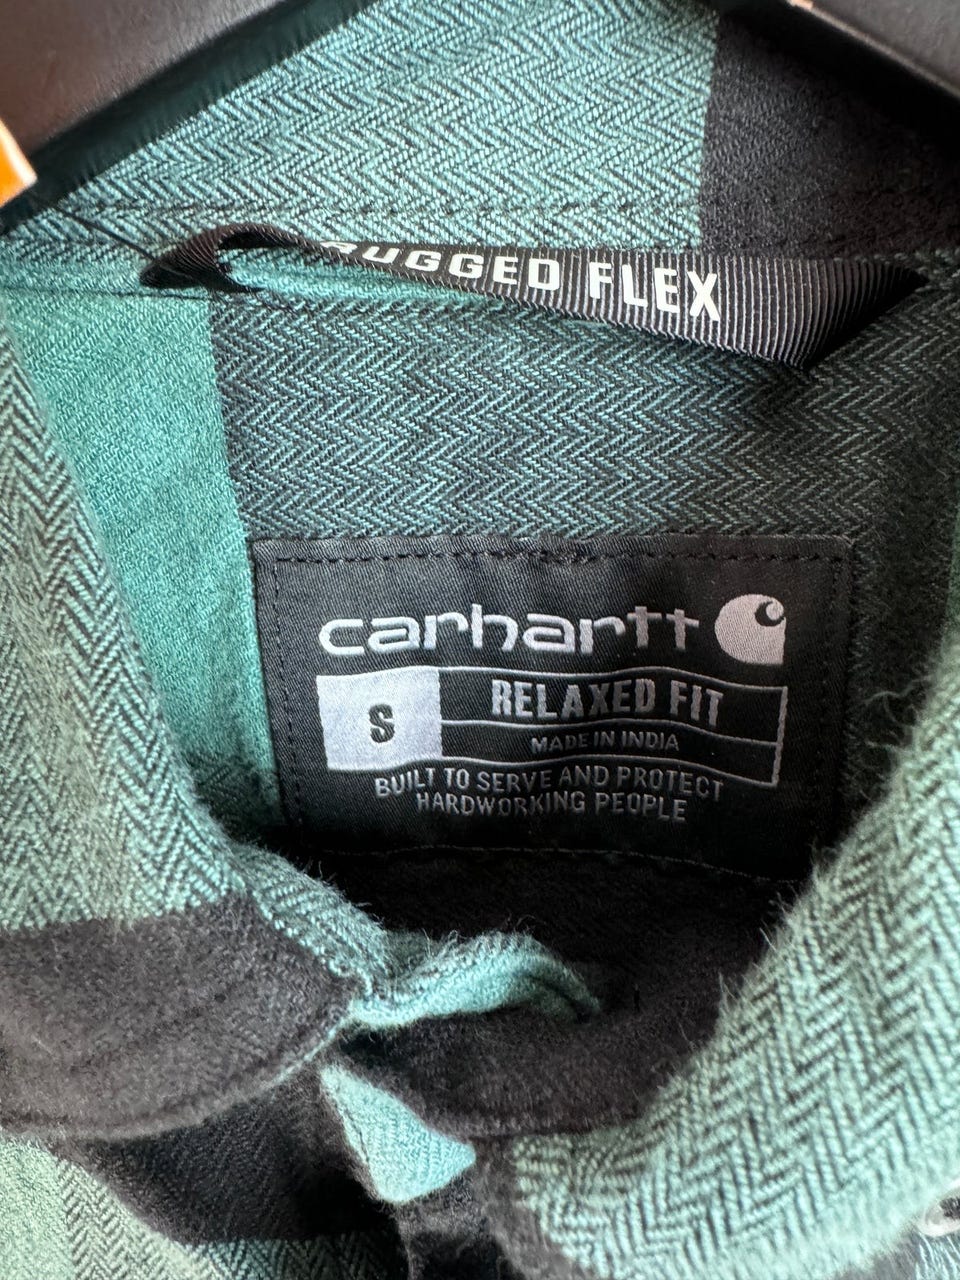 RUGGED FLEX
carhartt
S
RELAXED FIT
MADE IN INDIA
BUILT TO SERVE AND PROTECT
HARDWORKING PEOPLE